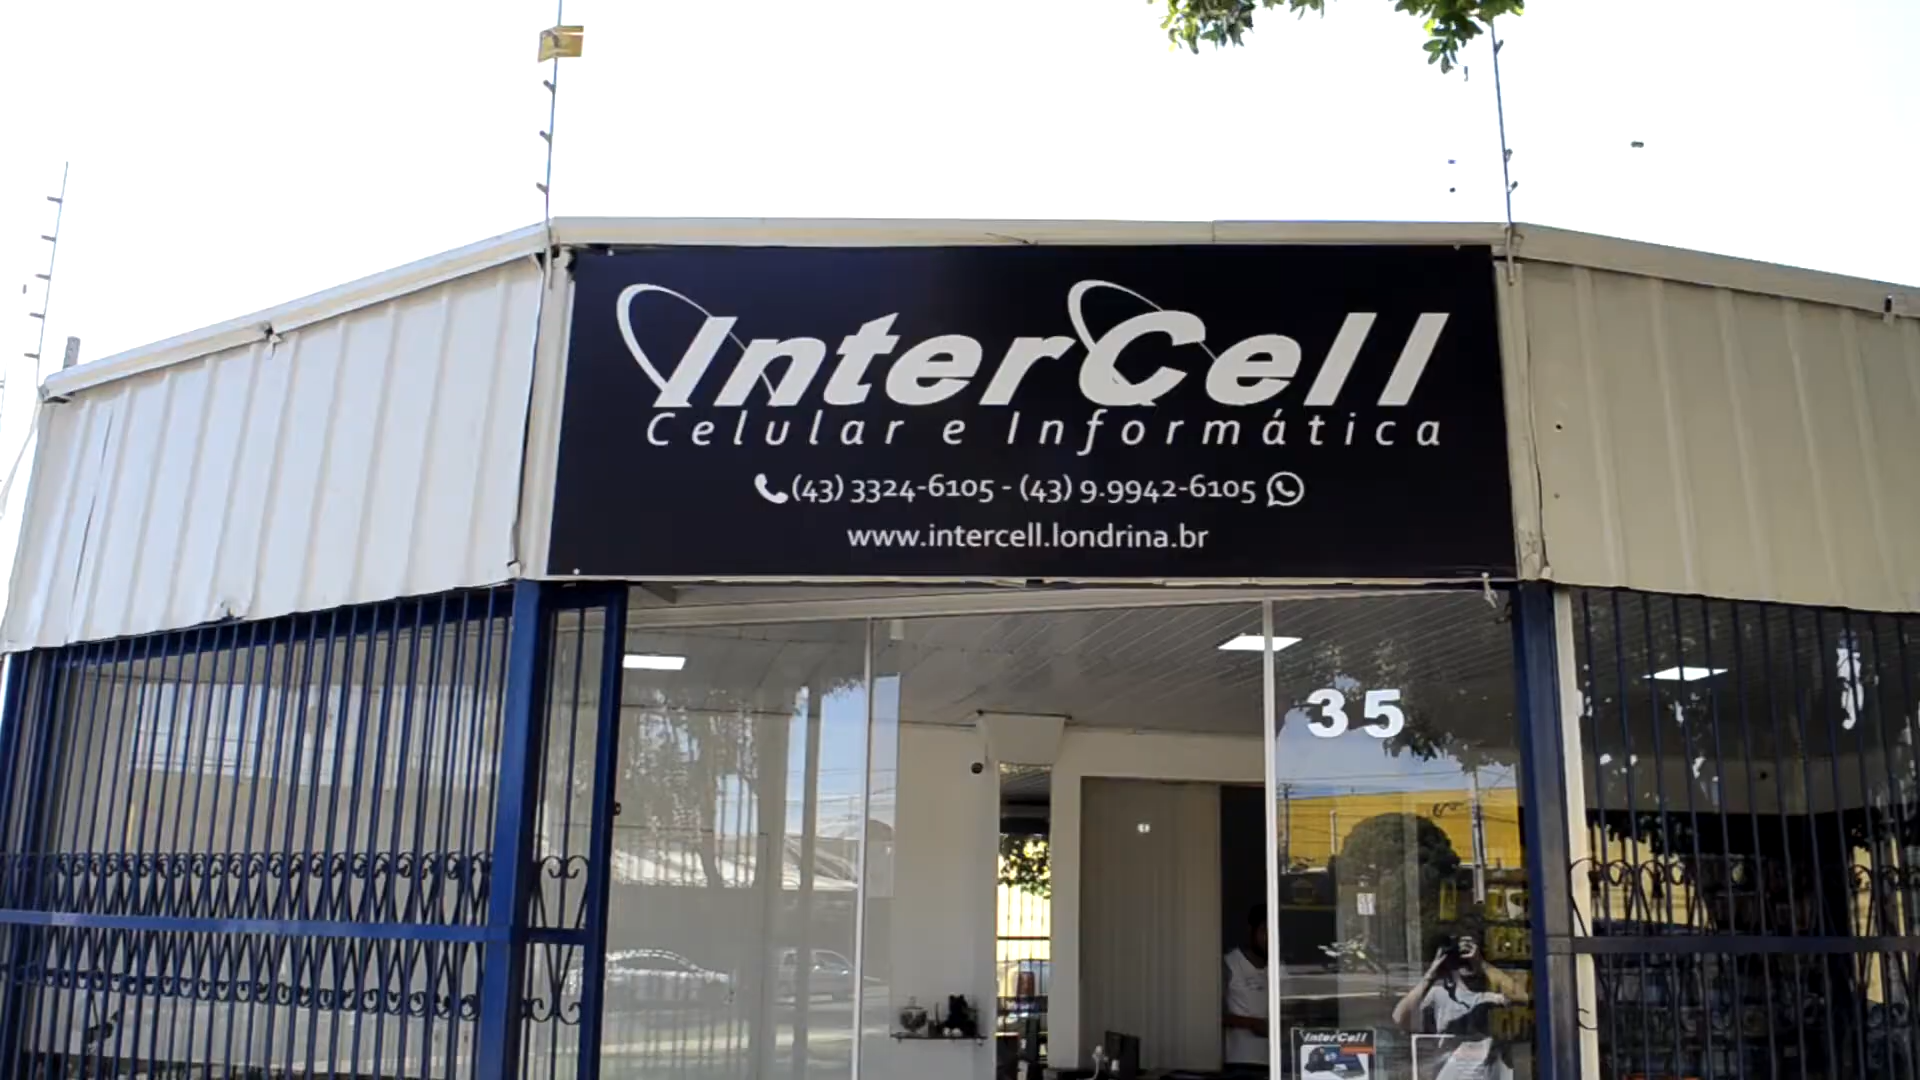 InterCell
Celular e Informática
(43) 3324-6105 - (43) 9.9942-6105
www.intercell.londrina.br
35
InterCell